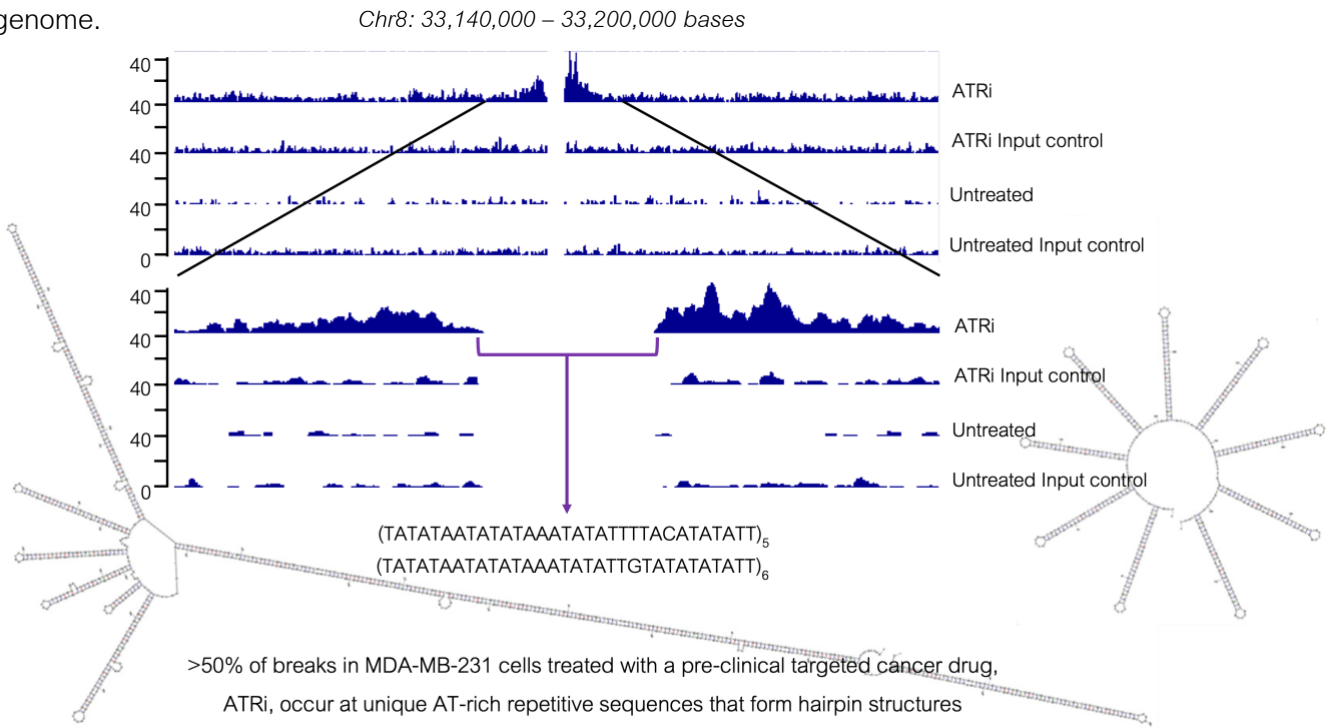 genome.
Chr8: 33,140,000 – 33,200,000 bases
40
ATRi
40
ATRi Input control
40
Untreated
40
Untreated Input control
0
40
ATRi
40
ATRi Input control
40
Untreated
40
Untreated Input control
0
(TATATAATATATAAATATATTTTACATATATT)5
(TATATAATATATAAATATATTGTATATATATT)6
>50% of breaks in MDA-MB-231 cells treated with a pre-clinical targeted cancer drug,
ATRi, occur at unique AT-rich repetitive sequences that form hairpin structures